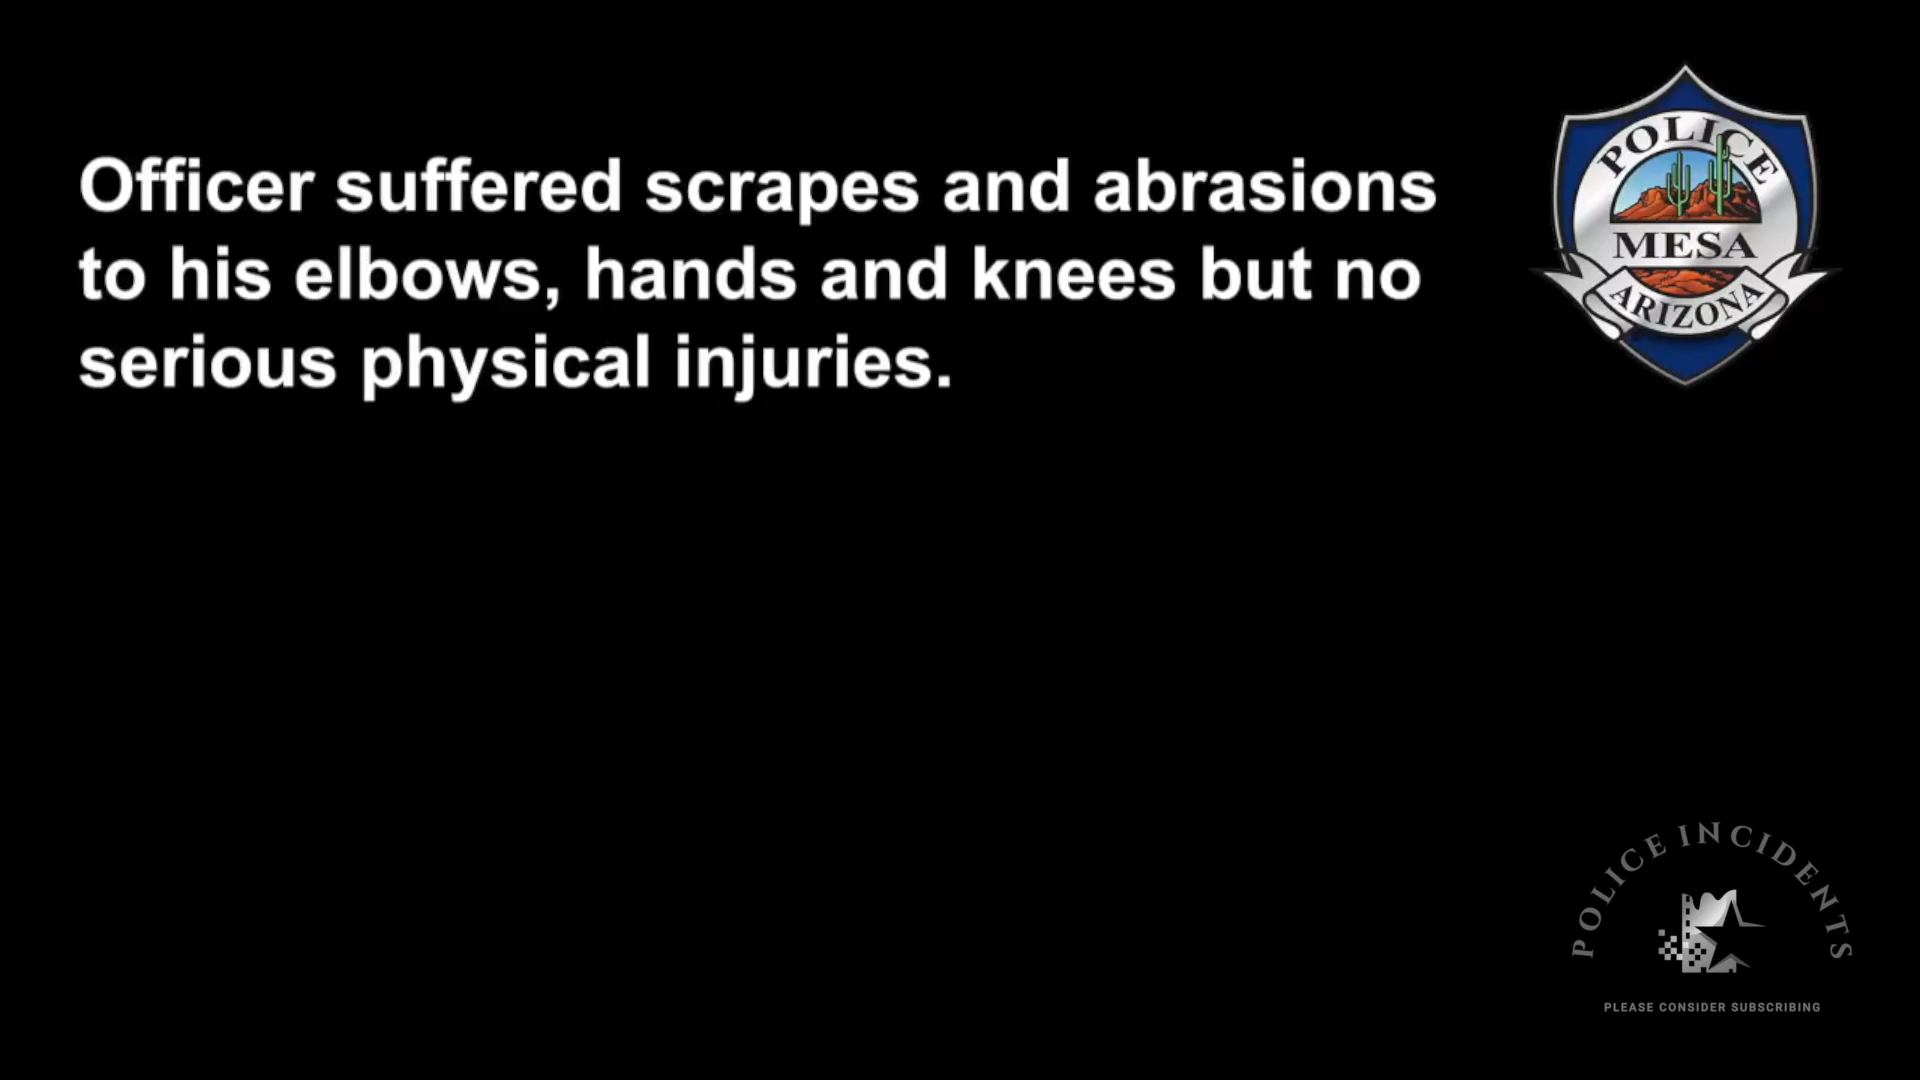 Officer suffered scrapes and abrasions
to his elbows, hands and knees but no
serious physical injuries.
POLICE
MESA
ARIZONA
POLICE INCIDENTS
PLEASE CONSIDER SUBSCRIBING